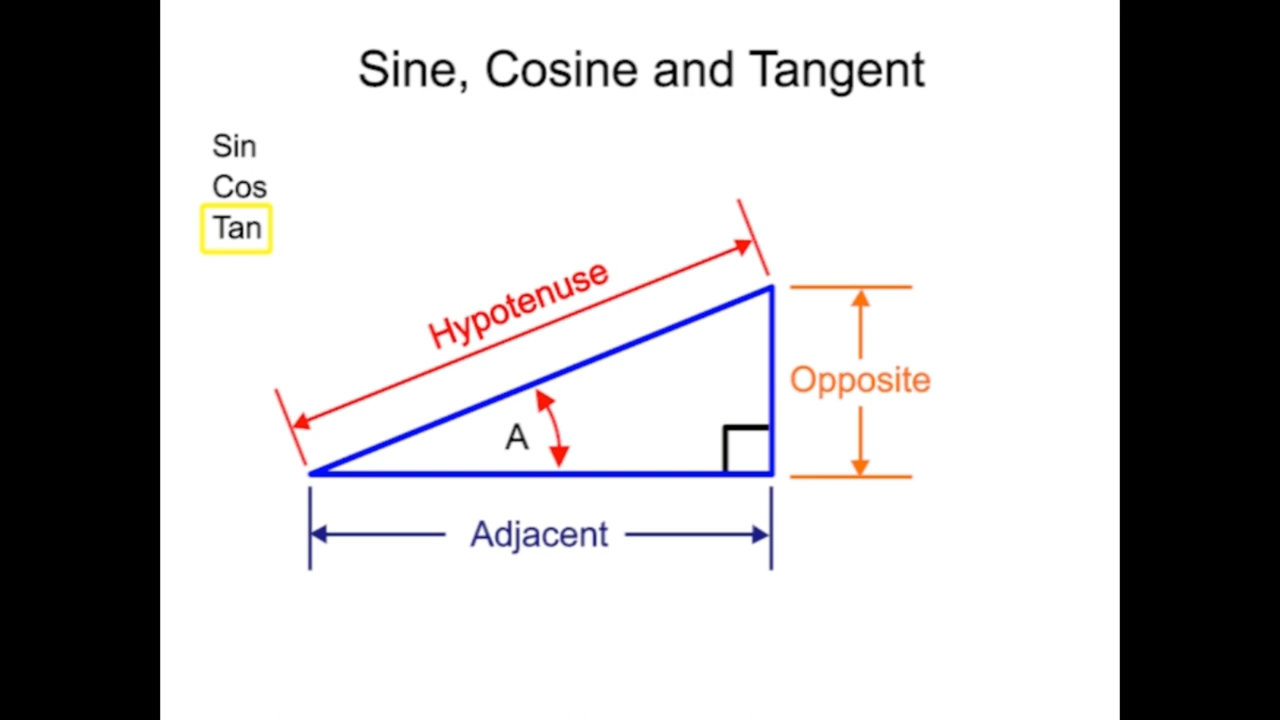 Sine, Cosine and Tangent
Sin
Cos
Tan
Hypotenuse
Opposite
A
Adjacent